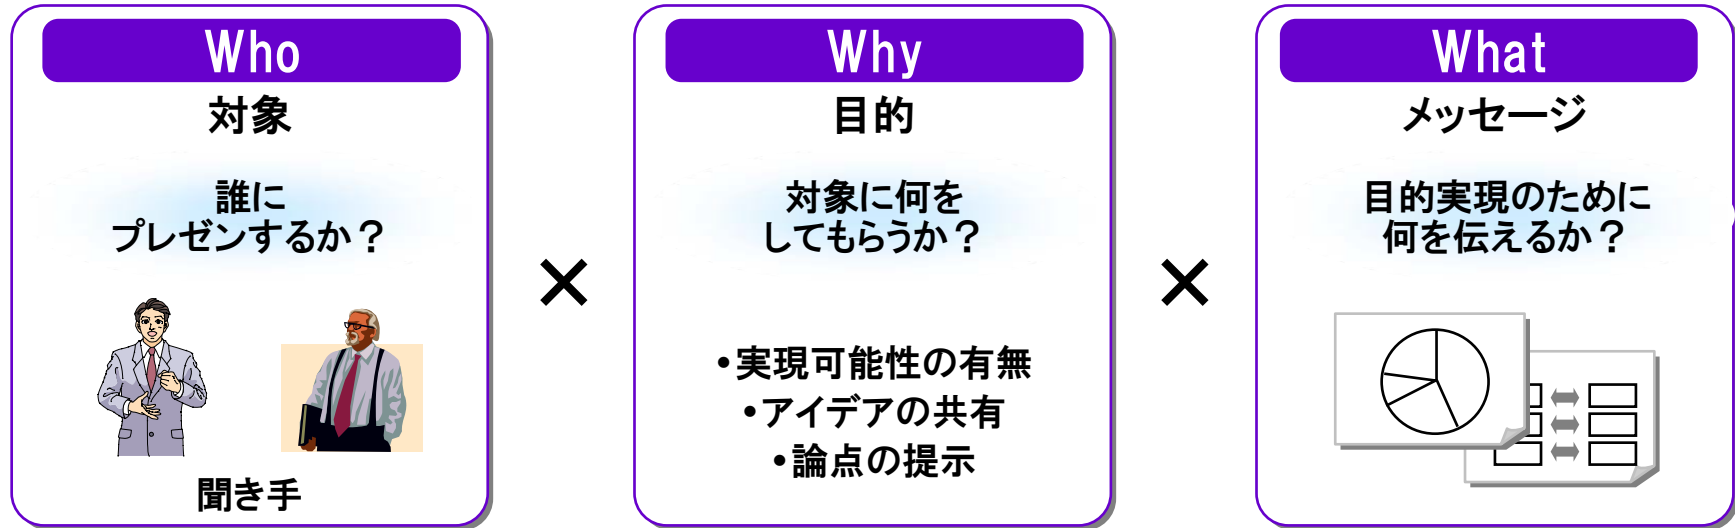 Who
対象
誰に
プレゼンするか？
聞き手
×
Why
目的
対象に何を
してもらうか？
•実現可能性の有無
•アイデアの共有
•論点の提示
×
What
メッセージ
目的実現のために
何を伝えるか？